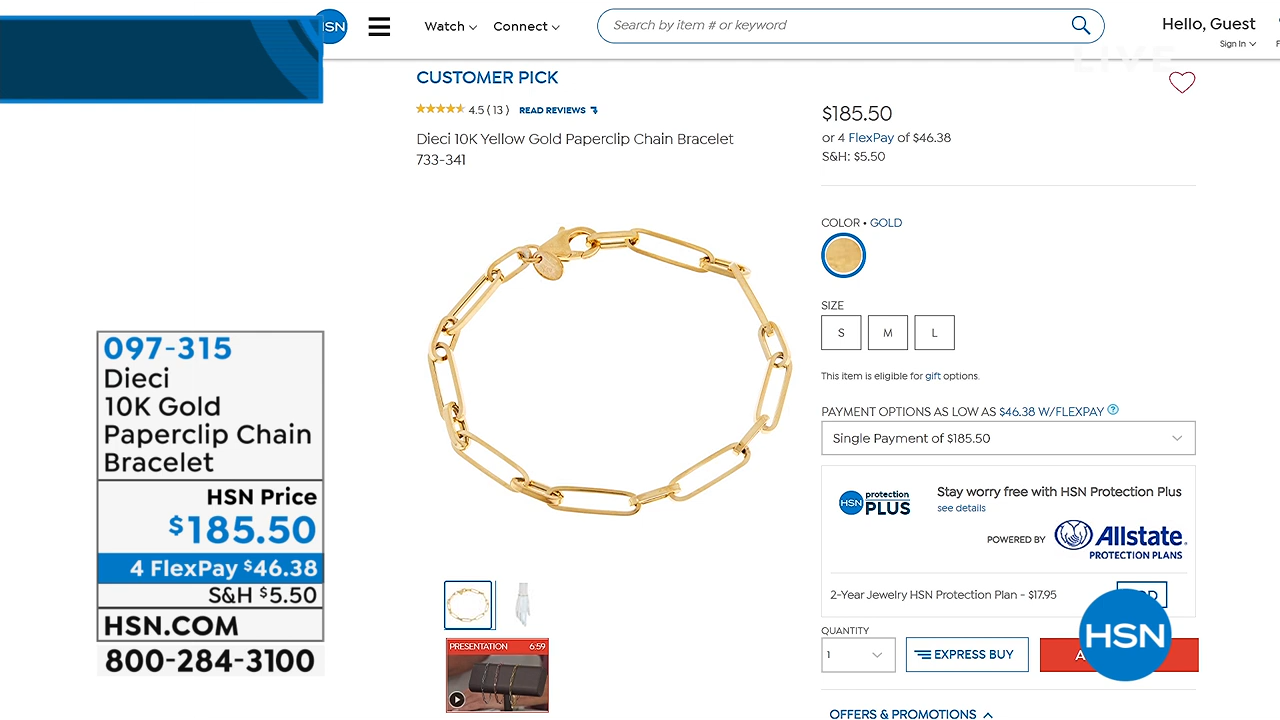 HSN
Watch
Connect
Search by item # or keyword
Hello, Guest
Sign In
LIVE
CUSTOMER PICK
4.5 (13) READ REVIEWS
Dieci 10K Yellow Gold Paperclip Chain Bracelet
733-341
$185.50
or 4 FlexPay of $46.38
S&H: $5.50
COLOR • GOLD
SIZE
S M L
This item is eligible for gift options.
PAYMENT OPTIONS AS LOW AS $46.38 W/FLEXPAY ?
Single Payment of $185.50
HSN protection PLUS
Stay worry free with HSN Protection Plus
see details
POWERED BY Allstate.
PROTECTION PLANS
2-Year Jewelry HSN Protection Plan - $17.95
QUANTITY
1
EXPRESS BUY
HSN
OFFERS & PROMOTIONS
PRESENTATION 6:59
097-315
Dieci
10K Gold
Paperclip Chain
Bracelet
HSN Price
$185.50
4 FlexPay $46.38
S&H $5.50
HSN.COM
800-284-3100